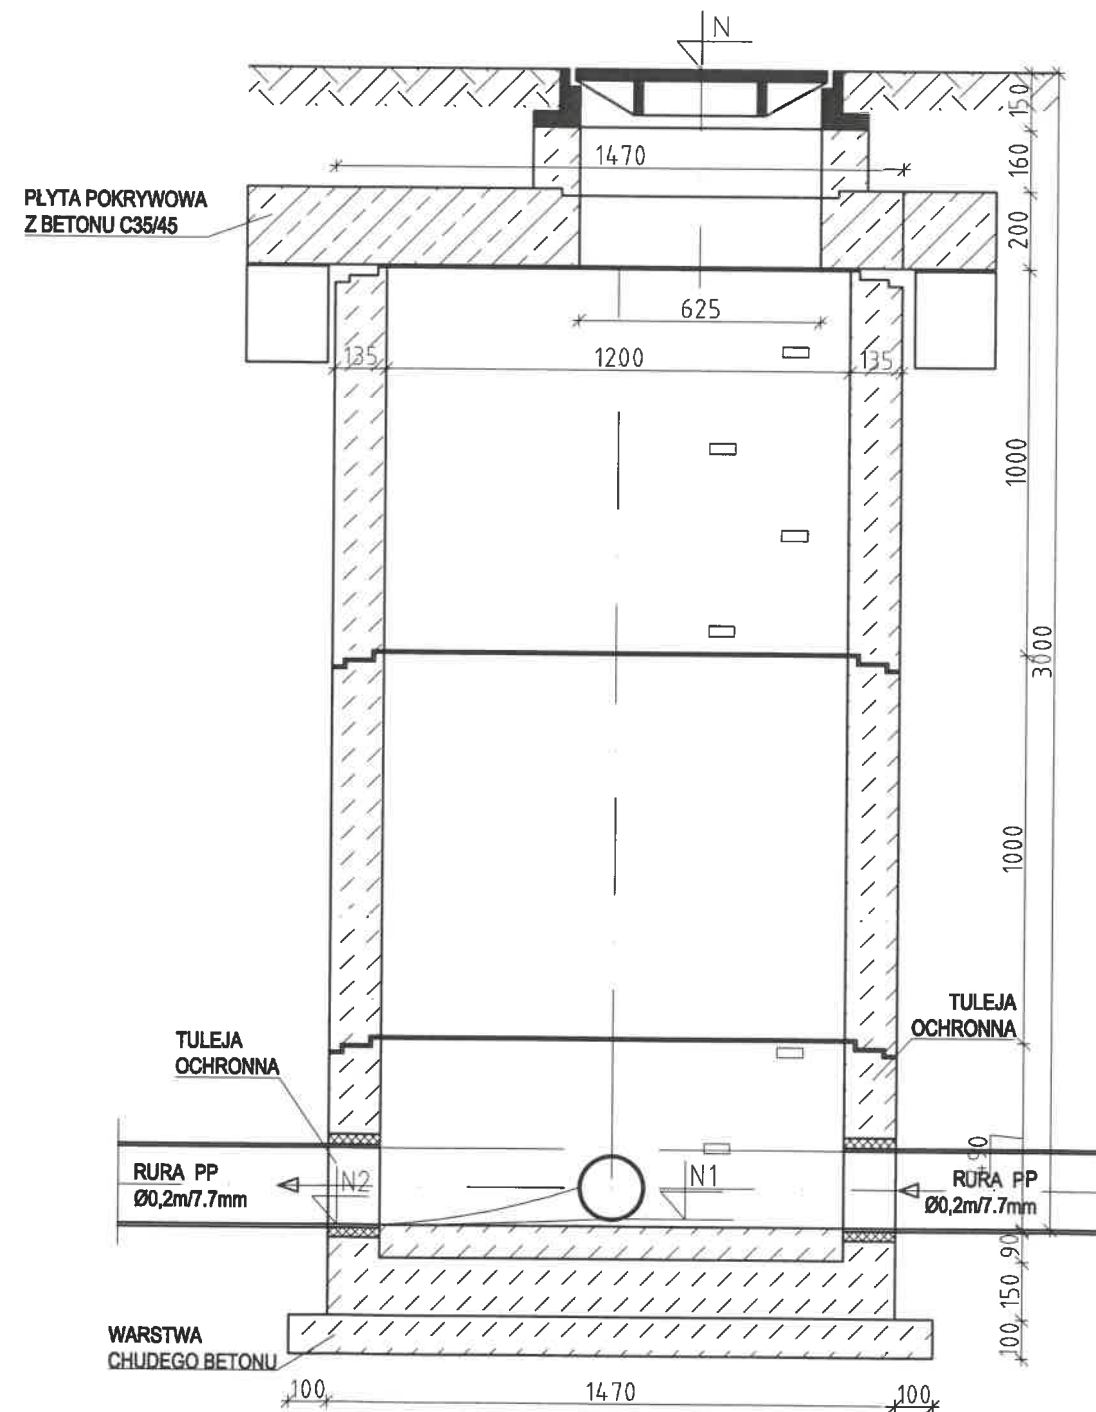 N
150
1470
160
PŁYTA POKRYWOWA
Z BETONU C35/45
200
625
135
1200
135
1000
3000
1000
TULEJA
OCHRONNA
TULEJA
OCHRONNA
RURA PP
Ø0,2m/7.7mm
N2
N1
RURA PP
Ø0,2m/7.7mm
90
150
100
WARSTWA
CHUDEGO BETONU
100
1470
100